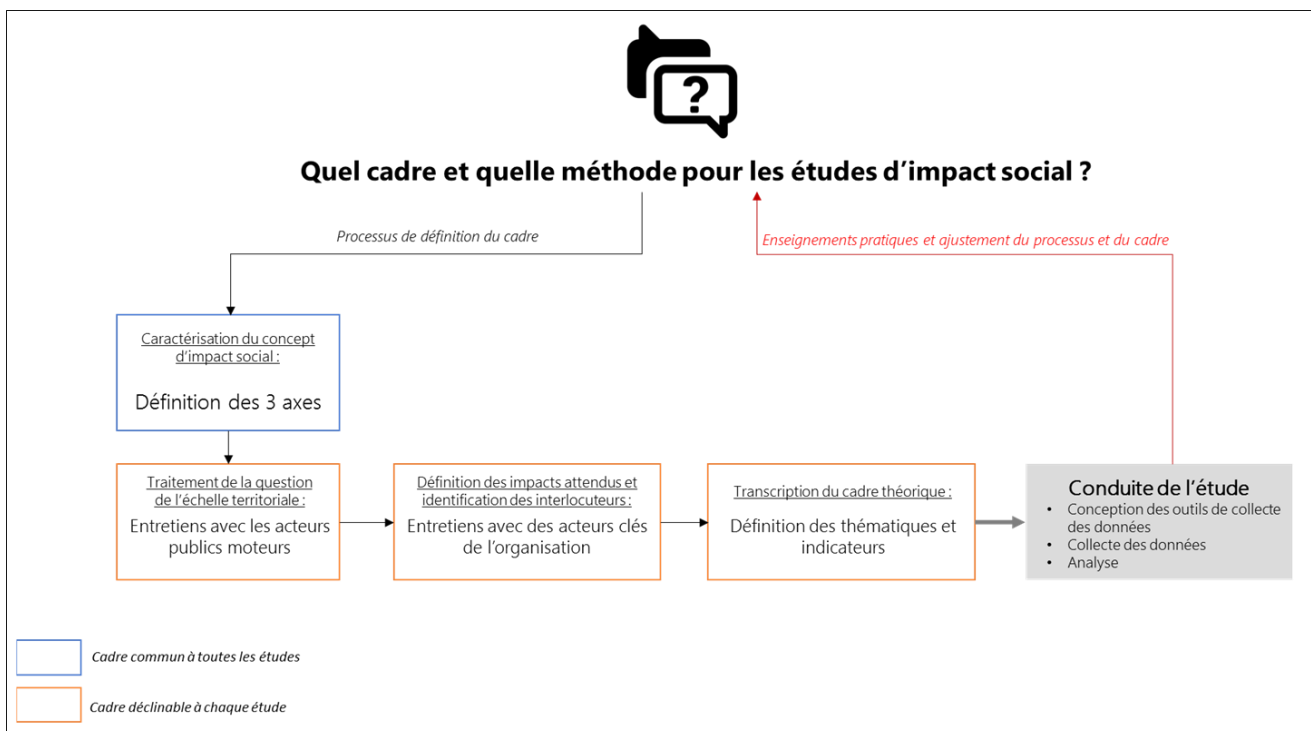 ?
Quel cadre et quelle méthode pour les études d’impact social ?
Processus de définition du cadre
Enseignements pratiques et ajustement du processus et du cadre
Caractérisation du concept
d’impact social :
Définition des 3 axes
Traitement de la question
de l’échelle territoriale :
Entretiens avec les acteurs
publics moteurs
Définition des impacts attendus et
identification des interlocuteurs :
Entretiens avec des acteurs clés
de l’organisation
Transcription du cadre théorique :
Définition des thématiques et
indicateurs
Conduite de l’étude
• Conception des outils de collecte
des données
• Collecte des données
• Analyse
Cadre commun à toutes les études
Cadre déclinable à chaque étude